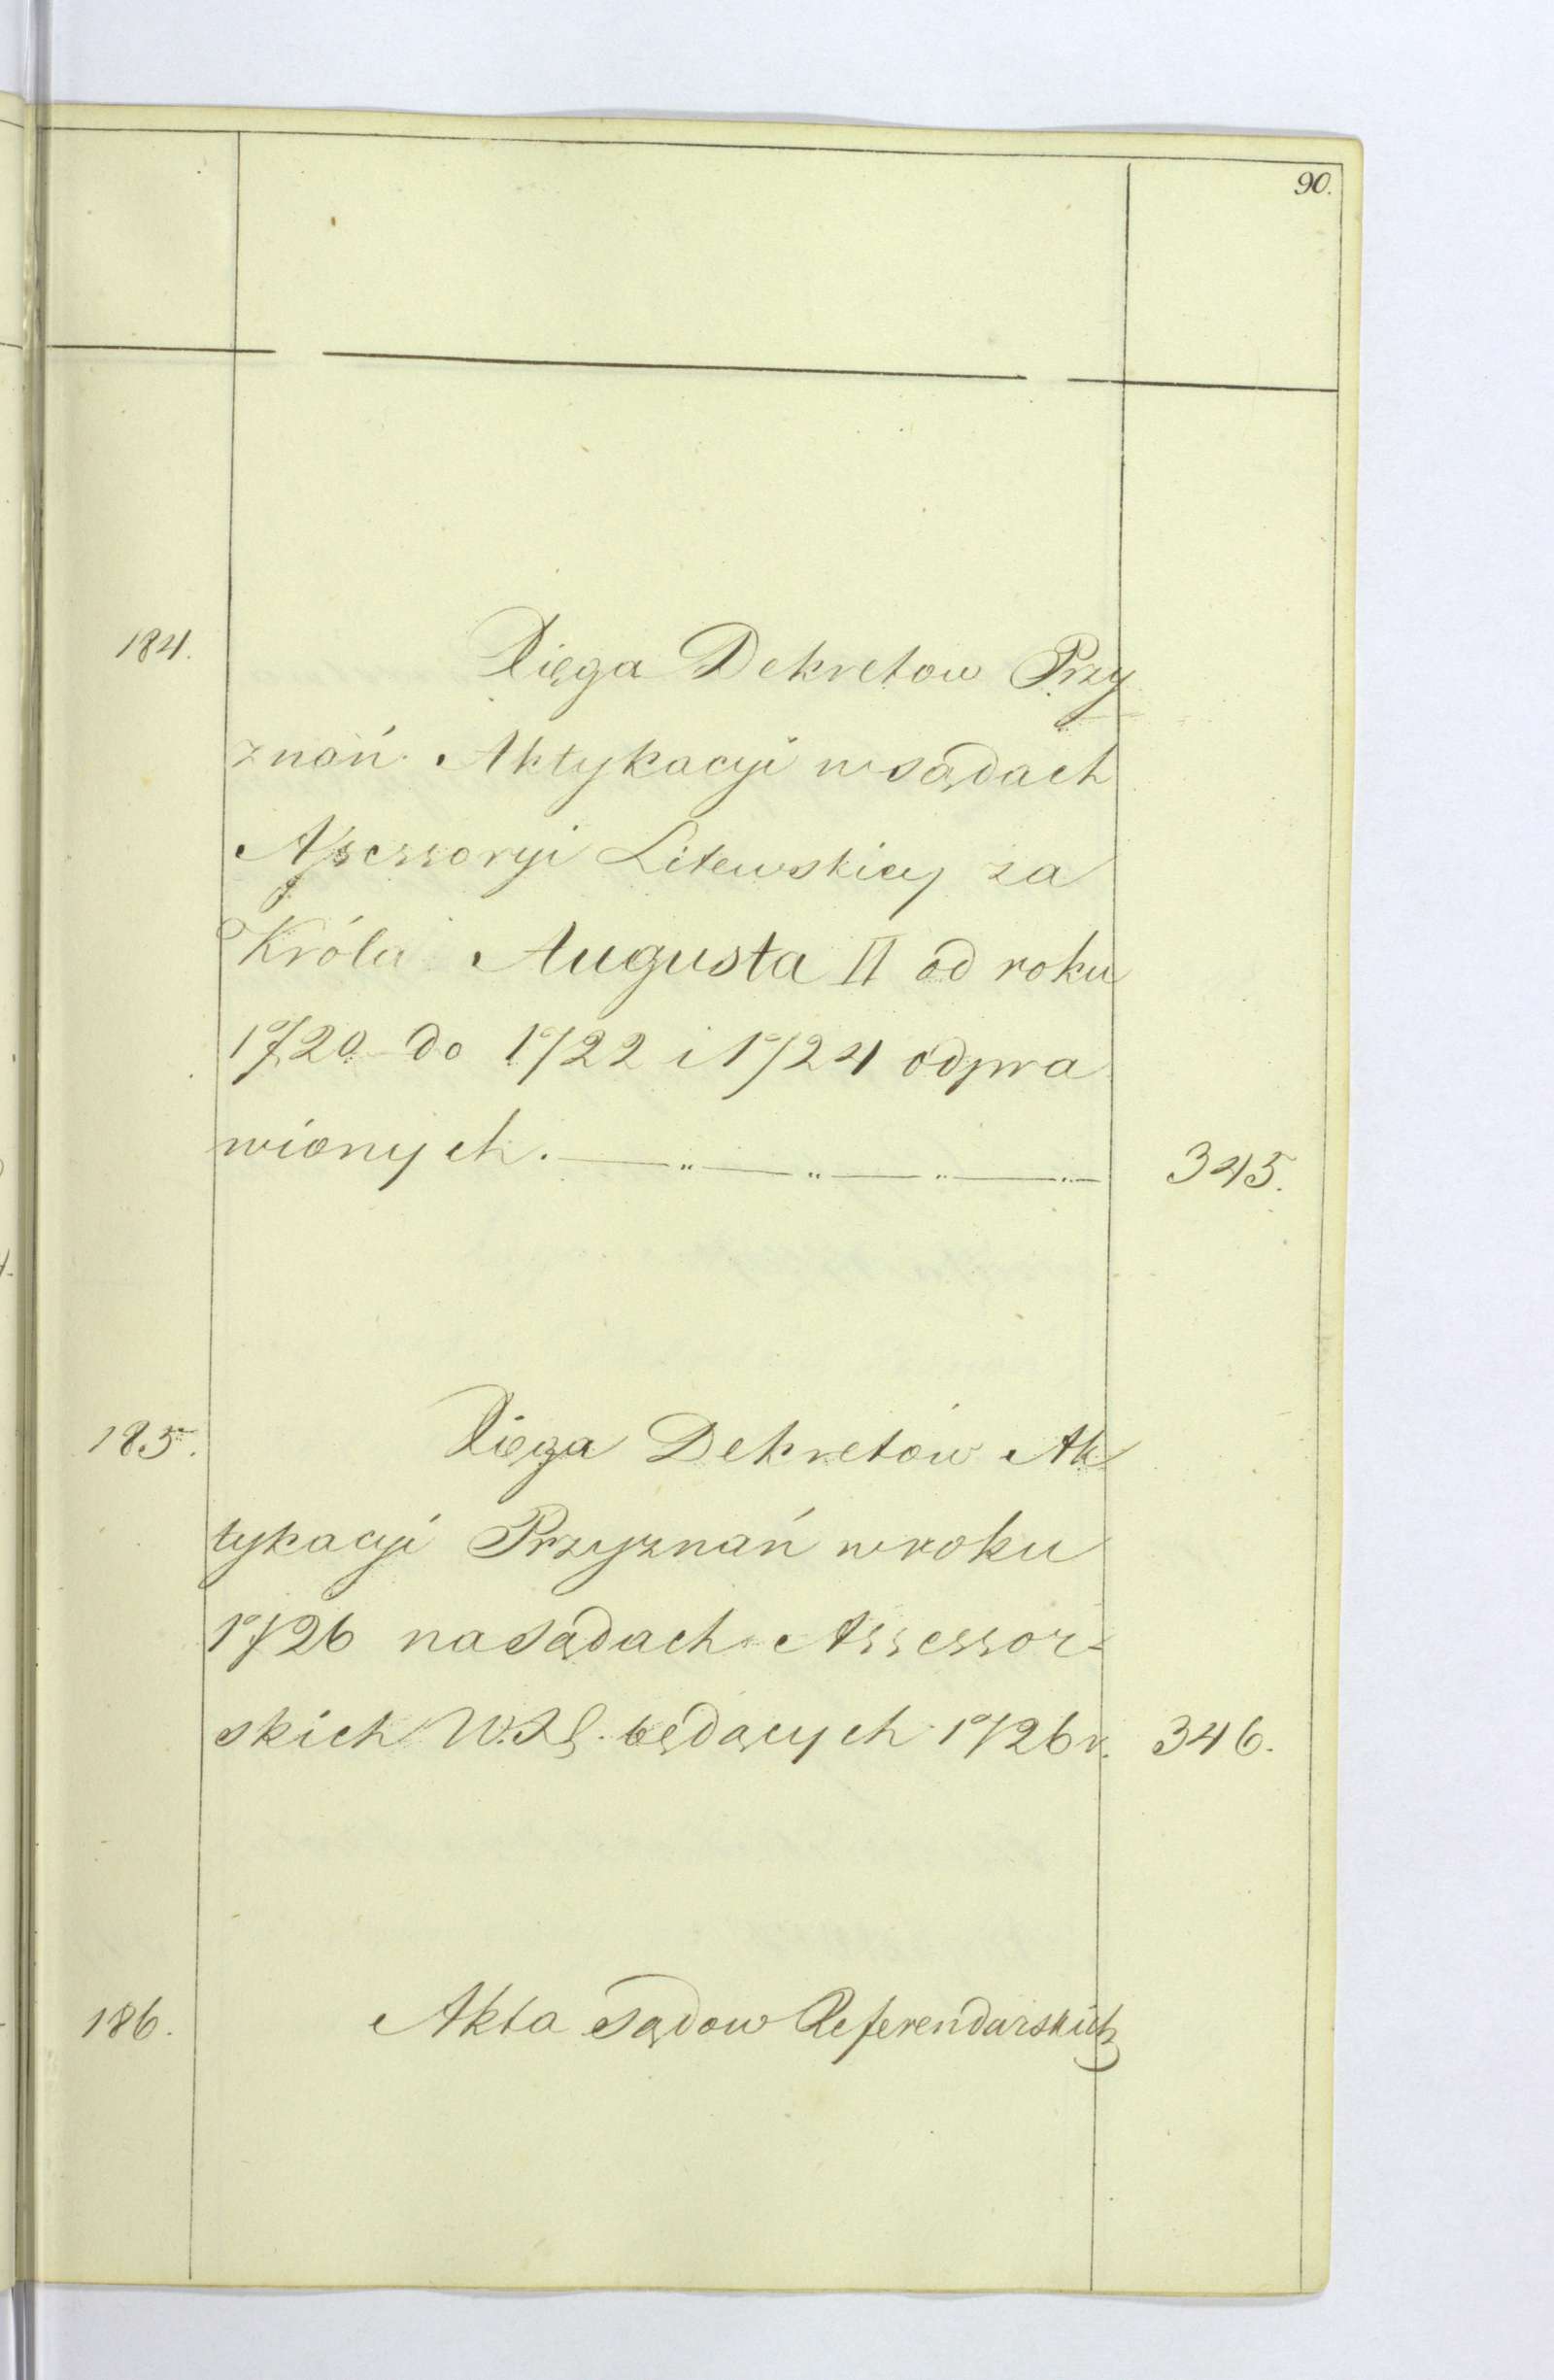 90.
184. Xięga Dekretow Przy
znań Aktykacyi w sądach
Assessoryi Litewskiey za
Króla Augusta II od roku
1720 do 1722 i 1724 odpra
wionych. 345.
185. Xięga Dekretów Ak
tykacyi Przyznań w roku
1726 na sądach Assessor-
skich będących 1726 r. 346.
186. Akta sądow Referendarskich